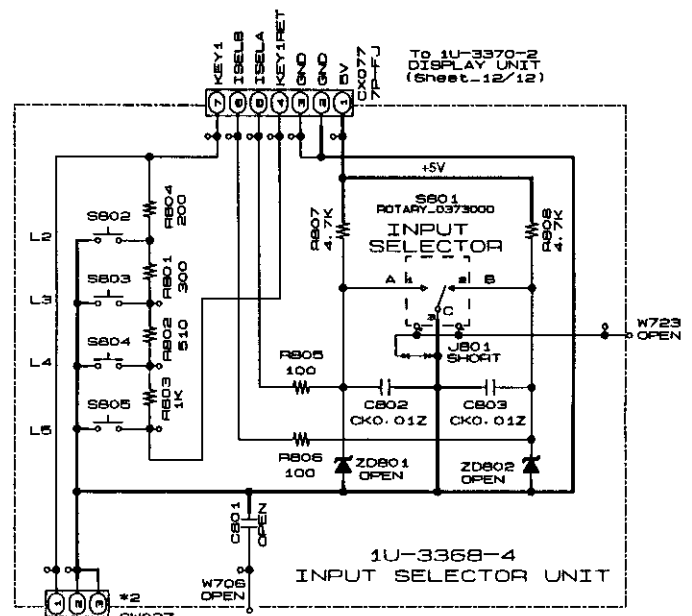 KEY1
ISELB
ISELA
KEY1RET
GND
GND
5V
CX077
7P-FJ
To 1U-3370-2
DISPLAY UNIT
(Sheet_12/12)
7
6
5
4
3
2
1
+5V
S801
ROTARY_0373000
INPUT
SELECTOR
R804
200
R807
4.7K
R808
4.7K
L2
S802
R801
300
A
1
2
B
3
C
L3
S803
R802
510
W723
OPEN
J801
SHORT
L4
S804
R803
1K
R805
100
C802
CK0.01Z
C803
CK0.01Z
L5
S805
R806
100
ZD801
OPEN
ZD802
OPEN
C801
OPEN
W706
OPEN
1U-3368-4
INPUT SELECTOR UNIT
1
2
3
*2